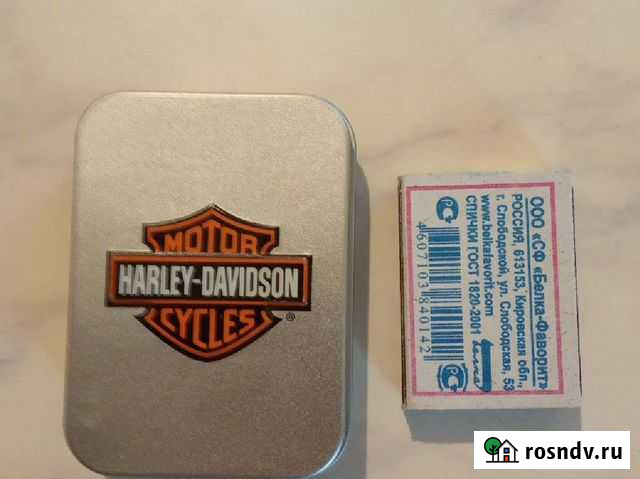 MOTOR
HARLEY-DAVIDSON
CYCLES
®
ООО «СФ «Белка-Фаворит»
РОССИЯ, 613153, Кировская обл.,
г. Слободской, ул. Слободская, 53
www.belkafavorit.com
СПИЧКИ ГОСТ 1820-2001
4607103840142
rosndv.ru